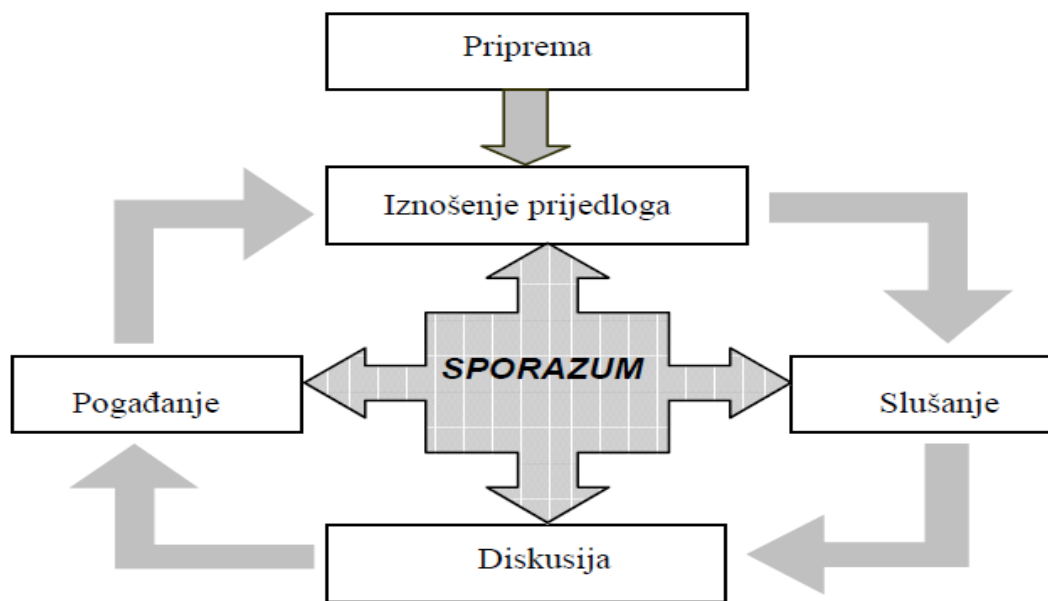 Priprema
Iznošenje prijedloga
SPORAZUM
Pogađanje
Slušanje
Diskusija